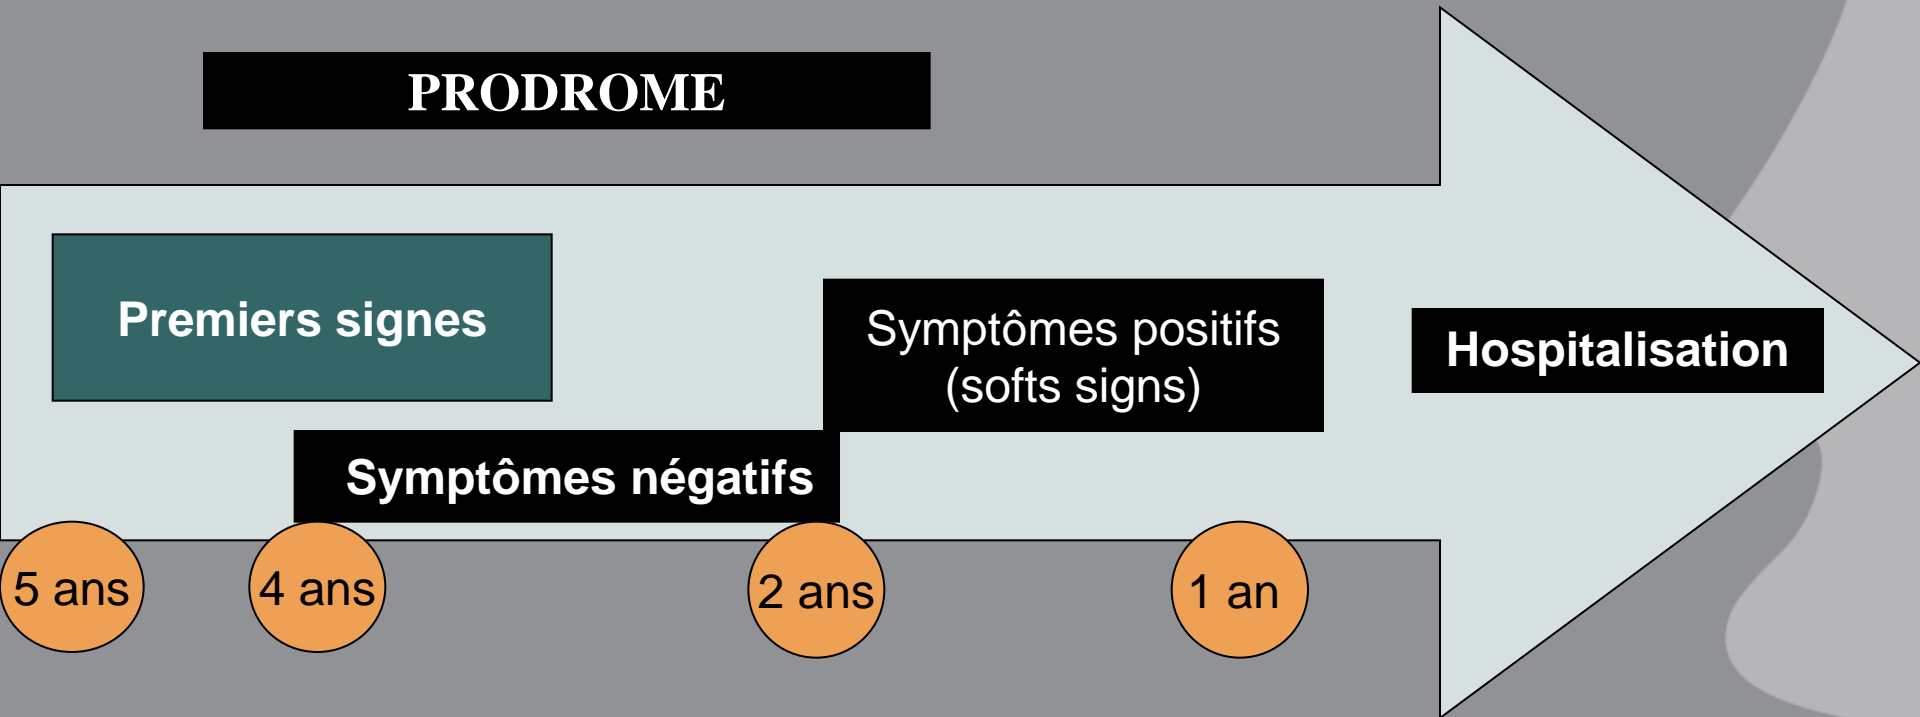 PRODROME
Premiers signes
Symptômes positifs
(softs signs)
Hospitalisation
Symptômes négatifs
5 ans
4 ans
2 ans
1 an